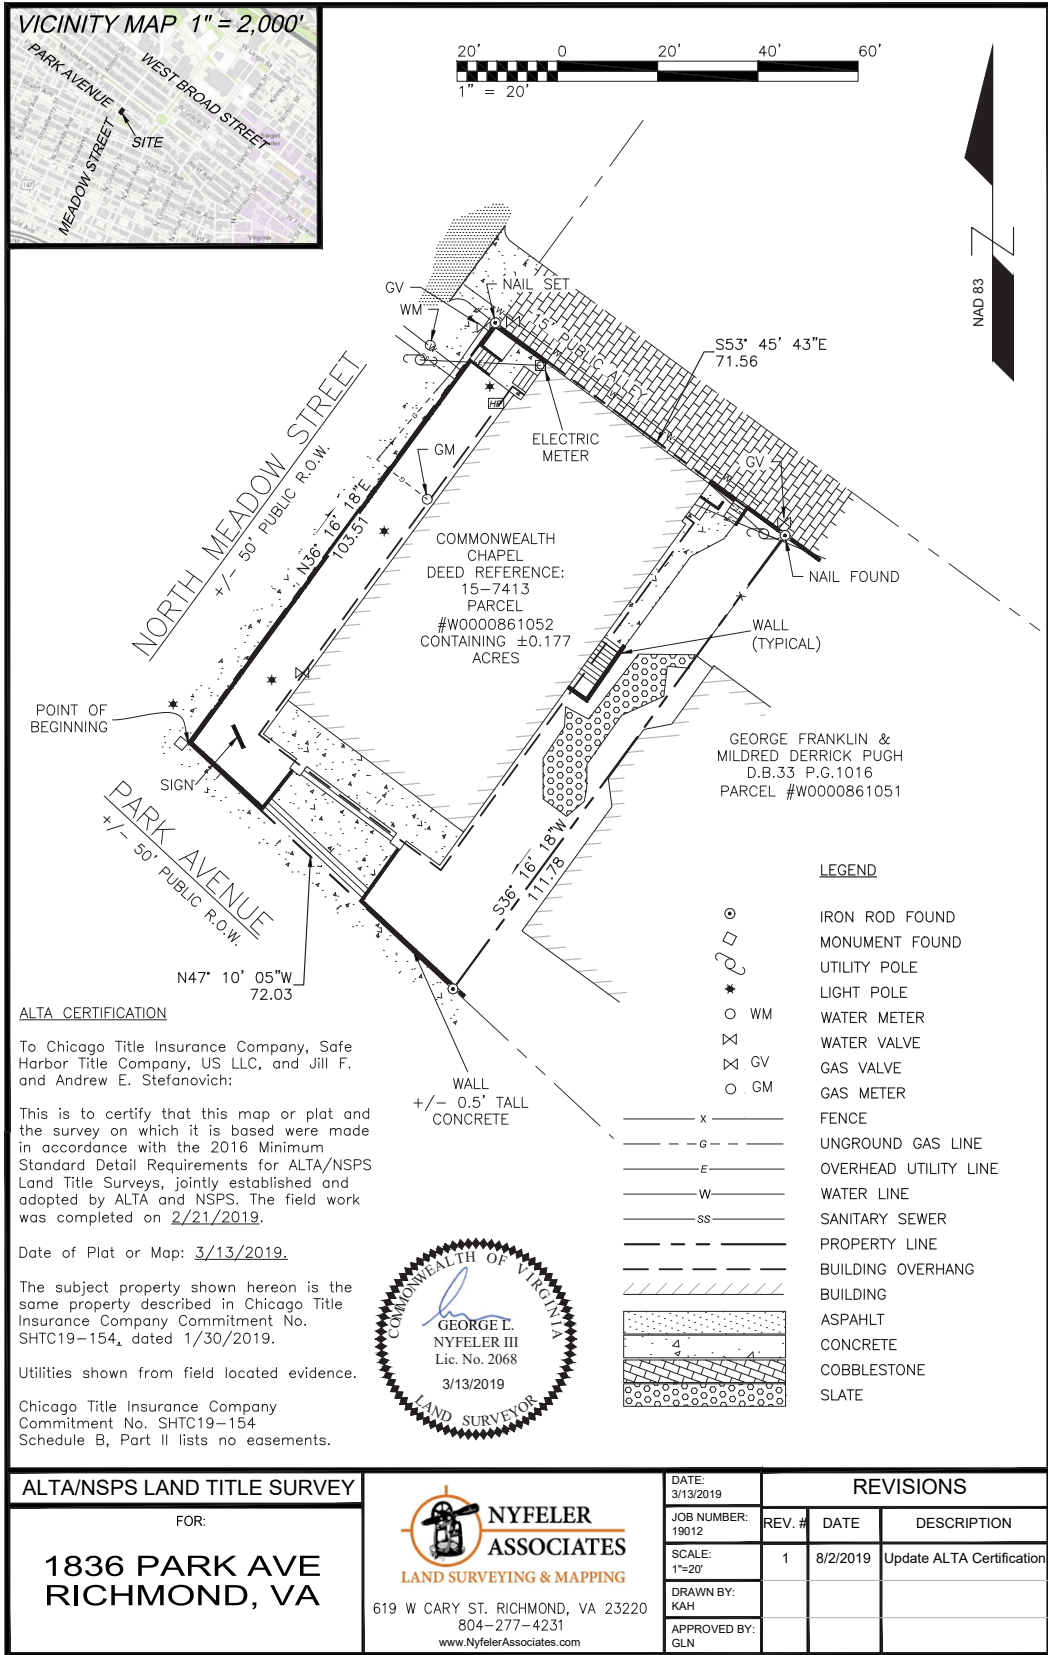 VICINITY MAP 1" = 2,000'
PARK AVENUE
WEST BROAD STREET
MEADOW STREET
SITE
20' 0 20' 40' 60'
1" = 20'
NAD 83
GV
NAIL SET
WM
15' PUBLIC ALLEY
S53° 45' 43"E
71.56
NORTH MEADOW STREET
+/- 50' PUBLIC R.O.W.
N36° 16' 18"E
103.51
HP
ELECTRIC
METER
GM
GV
COMMONWEALTH
CHAPEL
DEED REFERENCE:
15-7413
PARCEL
#W0000861052
CONTAINING ±0.177
ACRES
NAIL FOUND
WALL
(TYPICAL)
POINT OF
BEGINNING
SIGN
GEORGE FRANKLIN &
MILDRED DERRICK PUGH
D.B.33 P.G.1016
PARCEL #W0000861051
PARK AVENUE
+/- 50' PUBLIC R.O.W.
S36° 16' 18"W
111.78
N47° 10' 05"W
72.03
WALL
+/- 0.5' TALL
CONCRETE
LEGEND
IRON ROD FOUND
MONUMENT FOUND
UTILITY POLE
LIGHT POLE
WM WATER METER
WATER VALVE
GV GAS VALVE
GM GAS METER
X FENCE
G UNGROUND GAS LINE
E OVERHEAD UTILITY LINE
W WATER LINE
SS SANITARY SEWER
PROPERTY LINE
BUILDING OVERHANG
BUILDING
ASPAHLT
CONCRETE
COBBLESTONE
SLATE
ALTA CERTIFICATION
To Chicago Title Insurance Company, Safe
Harbor Title Company, US LLC, and Jill F.
and Andrew E. Stefanovich:
This is to certify that this map or plat and
the survey on which it is based were made
in accordance with the 2016 Minimum
Standard Detail Requirements for ALTA/NSPS
Land Title Surveys, jointly established and
adopted by ALTA and NSPS. The field work
was completed on 2/21/2019.
Date of Plat or Map: 3/13/2019.
The subject property shown hereon is the
same property described in Chicago Title
Insurance Company Commitment No.
SHTC19-154, dated 1/30/2019.
Utilities shown from field located evidence.
Chicago Title Insurance Company
Commitment No. SHTC19-154
Schedule B, Part II lists no easements.
COMMONWEALTH OF VIRGINIA
GEORGE L.
NYFELER III
Lic. No. 2068
3/13/2019
LAND SURVEYOR
ALTA/NSPS LAND TITLE SURVEY
FOR:
1836 PARK AVE
RICHMOND, VA
NYFELER
ASSOCIATES
LAND SURVEYING & MAPPING
619 W CARY ST. RICHMOND, VA 23220
804-277-4231
www.NyfelerAssociates.com
DATE:
3/13/2019
JOB NUMBER:
19012
SCALE:
1"=20'
DRAWN BY:
KAH
APPROVED BY:
GLN
REVISIONS
REV. # DATE DESCRIPTION
1 8/2/2019 Update ALTA Certification